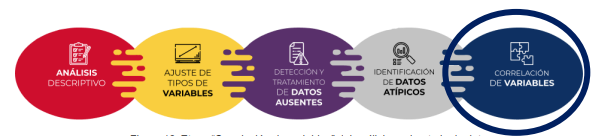 ANÁLISIS
DESCRIPTIVO
AJUSTE DE
TIPOS DE
VARIABLES
DETECCIÓN Y
TRATAMIENTO
DE DATOS
AUSENTES
IDENTIFICACIÓN
DE DATOS
ATÍPICOS
CORRELACIÓN
DE VARIABLES